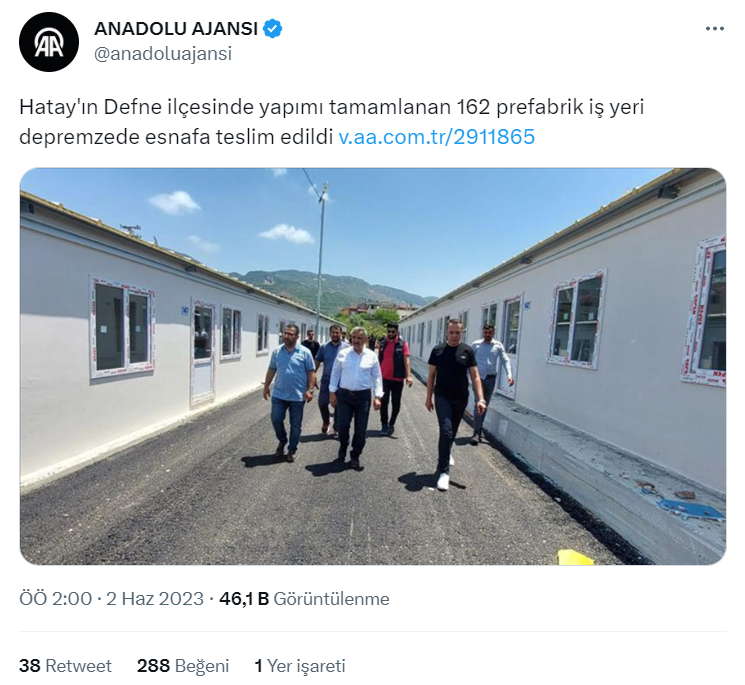 ANADOLU AJANSI
@anadoluajansi
Hatay'ın Defne ilçesinde yapımı tamamlanan 162 prefabrik iş yeri
depremzede esnafa teslim edildi v.aa.com.tr/2911865
ÖÖ 2:00 · 2 Haz 2023 · 46,1 B Görüntülenme
38 Retweet 288 Beğeni 1 Yer işareti